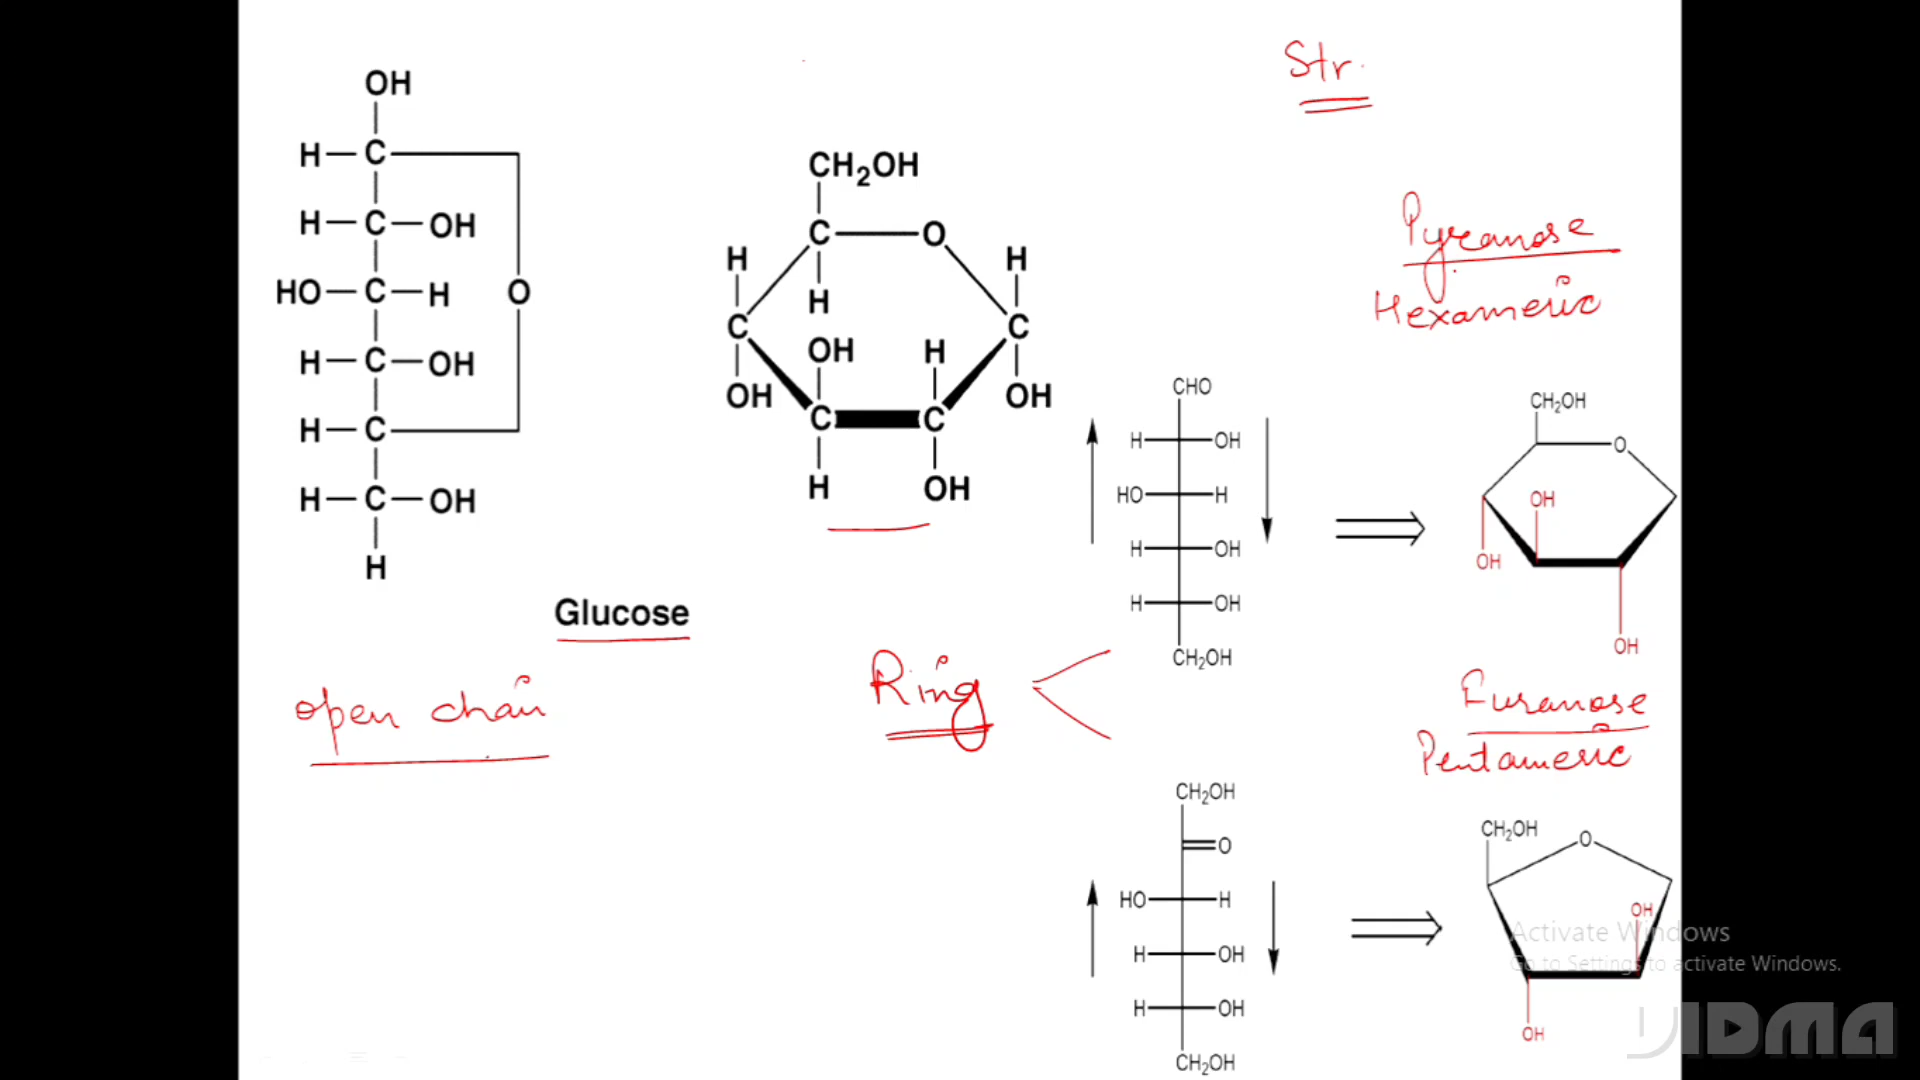 Str.
OH
H—C
H—C—OH
HO—C—H
O
H—C—OH
H—C
H—C—OH
H
CH₂OH
C
O
H
H
H
C
C
OH
H
OH
OH
C
C
H
OH
Glucose
open chain
Ring
Pyranose
Hexameric
CHO
H
OH
HO
H
H
OH
H
OH
CH₂OH
CH₂OH
O
OH
OH
OH
Furanose
Pentameric
CH₂OH
O
HO
H
H
OH
H
OH
CH₂OH
CH₂OH
O
OH
OH
Activate Windows
Go to Settings to activate Windows.
VIDMA